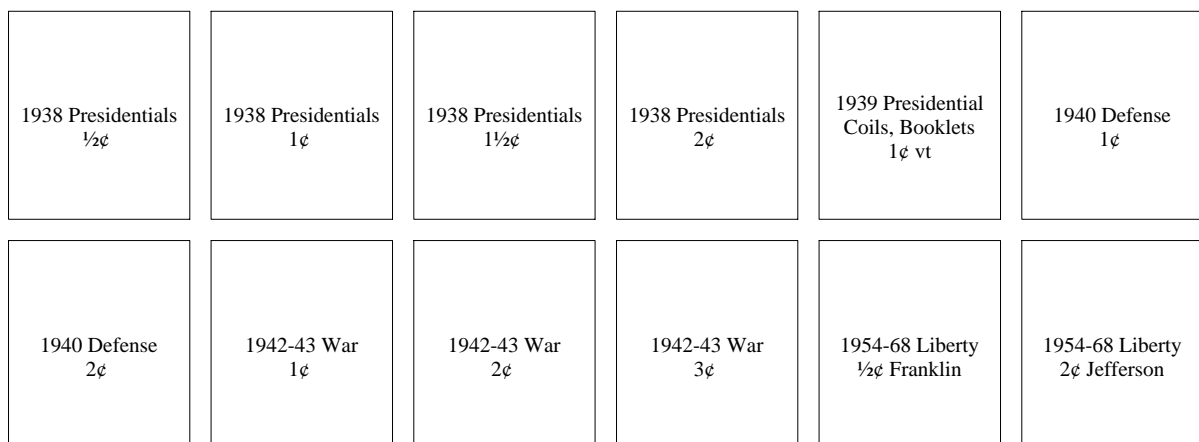 1938 Presidentials
½¢
1938 Presidentials
1¢
1938 Presidentials
1½¢
1938 Presidentials
2¢
1939 Presidential
Coils, Booklets
1¢ vt
1940 Defense
1¢
1940 Defense
2¢
1942-43 War
1¢
1942-43 War
2¢
1942-43 War
3¢
1954-68 Liberty
½¢ Franklin
1954-68 Liberty
2¢ Jefferson